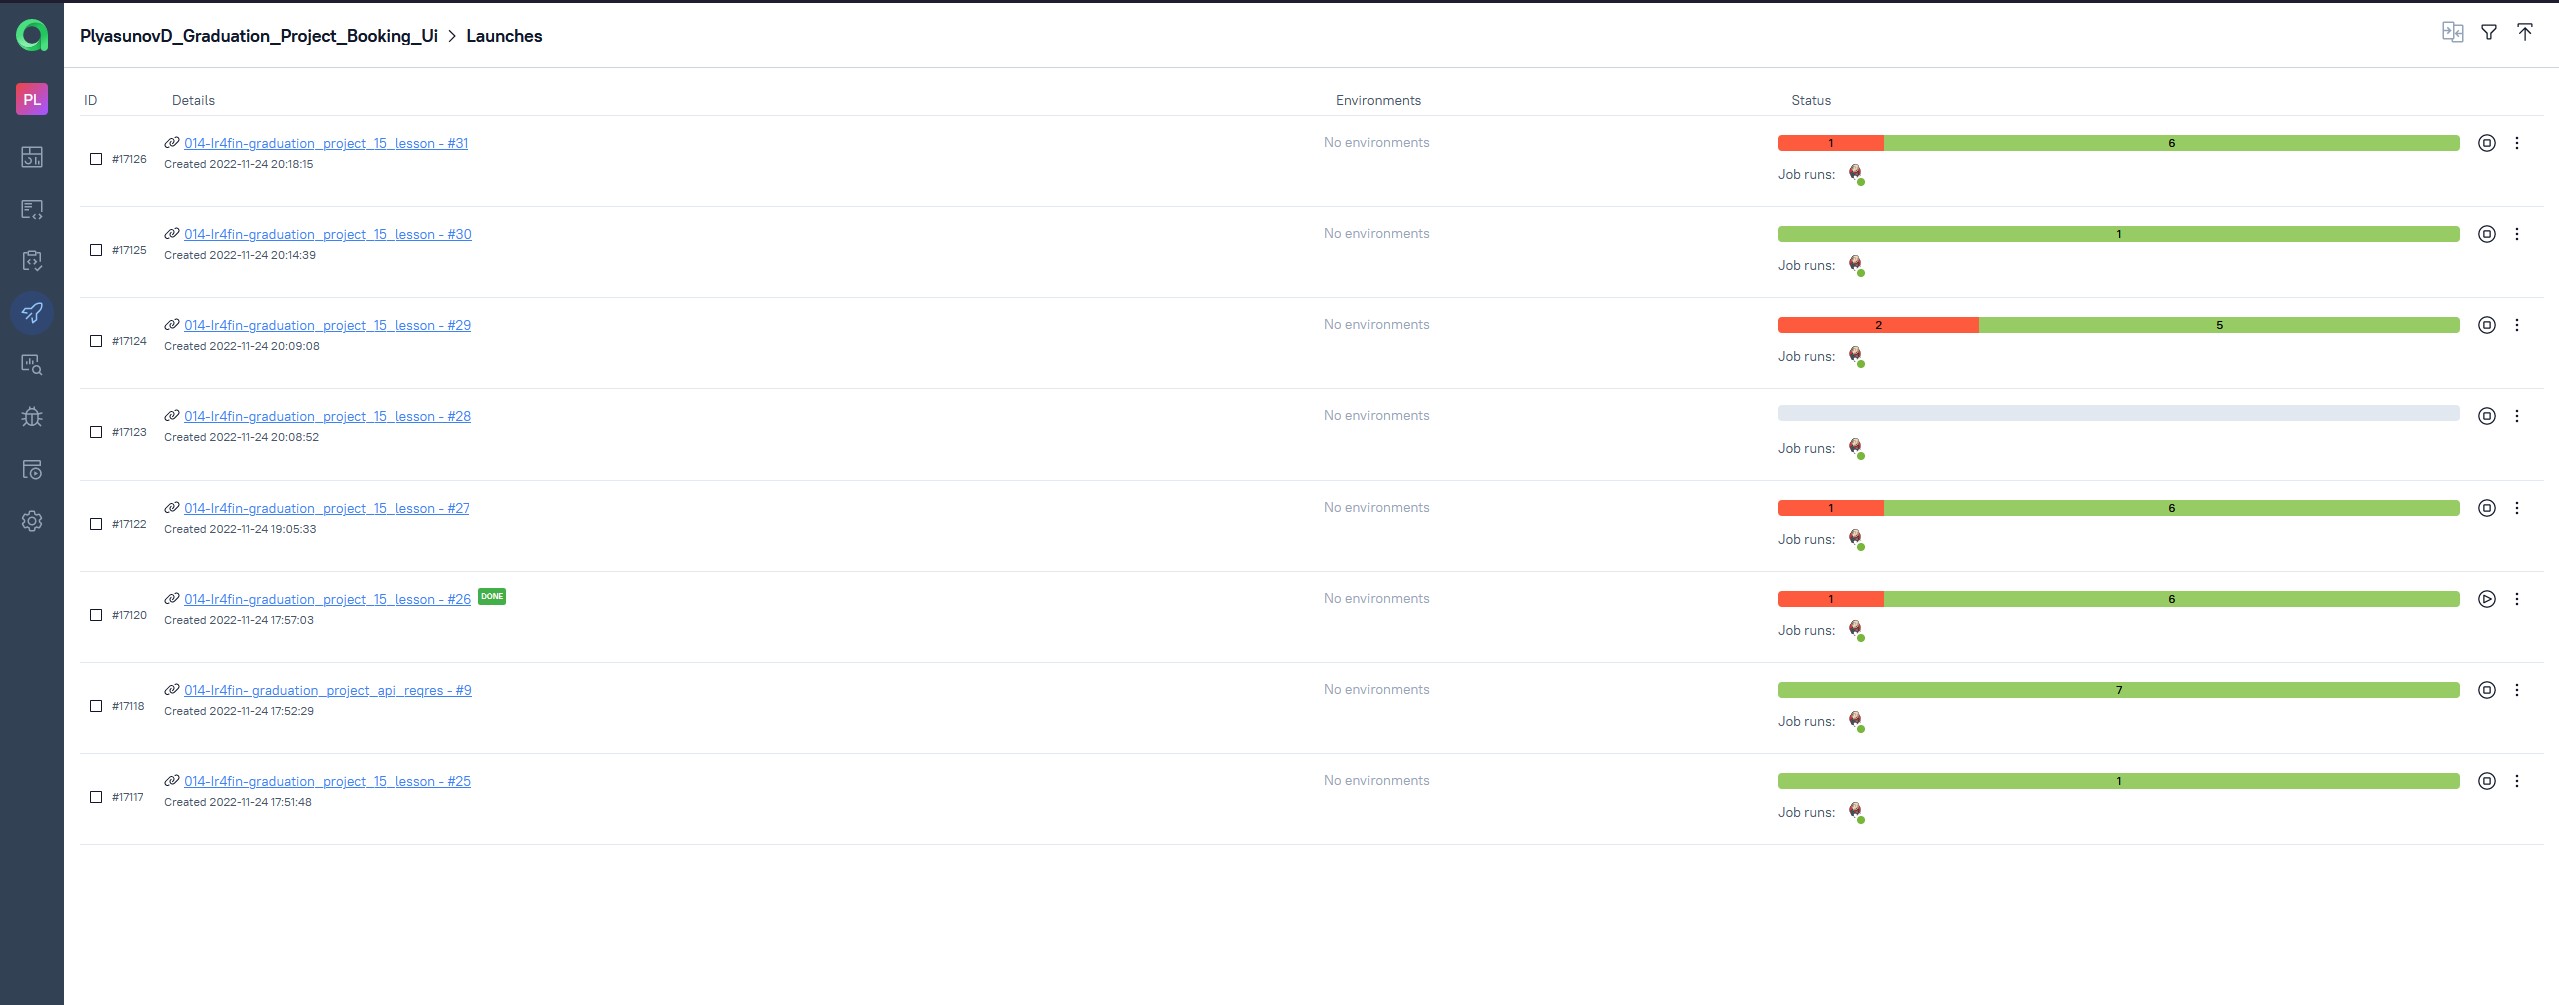 PlyasunovD_Graduation_Project_Booking_Ui > Launches
PL
ID Details Environments Status
014-lr4fin-graduation_project_15_lesson - #31 No environments 1 6
#17126
Created 2022-11-24 20:18:15
Job runs:
014-lr4fin-graduation_project_15_lesson - #30 No environments 1
#17125
Created 2022-11-24 20:14:39
Job runs:
014-lr4fin-graduation_project_15_lesson - #29 No environments 2 5
#17124
Created 2022-11-24 20:09:08
Job runs:
014-lr4fin-graduation_project_15_lesson - #28 No environments
#17123
Created 2022-11-24 20:08:52
Job runs:
014-lr4fin-graduation_project_15_lesson - #27 No environments 1 6
#17122
Created 2022-11-24 19:05:33
Job runs:
014-lr4fin-graduation_project_15_lesson - #26 DONE No environments 1 6
#17120
Created 2022-11-24 17:57:03
Job runs:
014-lr4fin- graduation_project_api_reqres - #9 No environments 7
#17118
Created 2022-11-24 17:52:29
Job runs:
014-lr4fin-graduation_project_15_lesson - #25 No environments 1
#17117
Created 2022-11-24 17:51:48
Job runs: